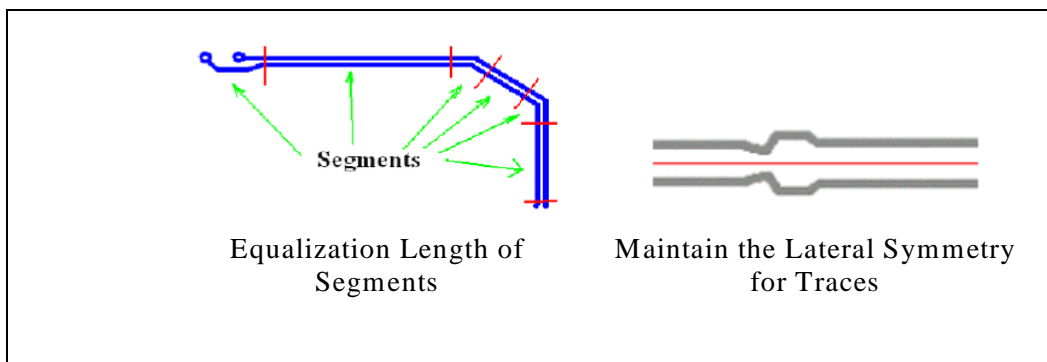 Segments
Equalization Length of
Segments
Maintain the Lateral Symmetry
for Traces